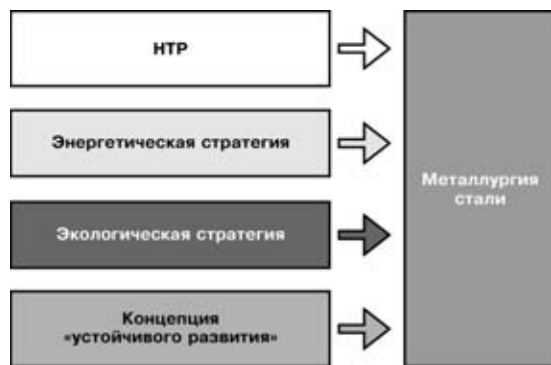 НТР
Энергетическая стратегия
Экологическая стратегия
Концепция
«устойчивого развития»
Металлургия
стали